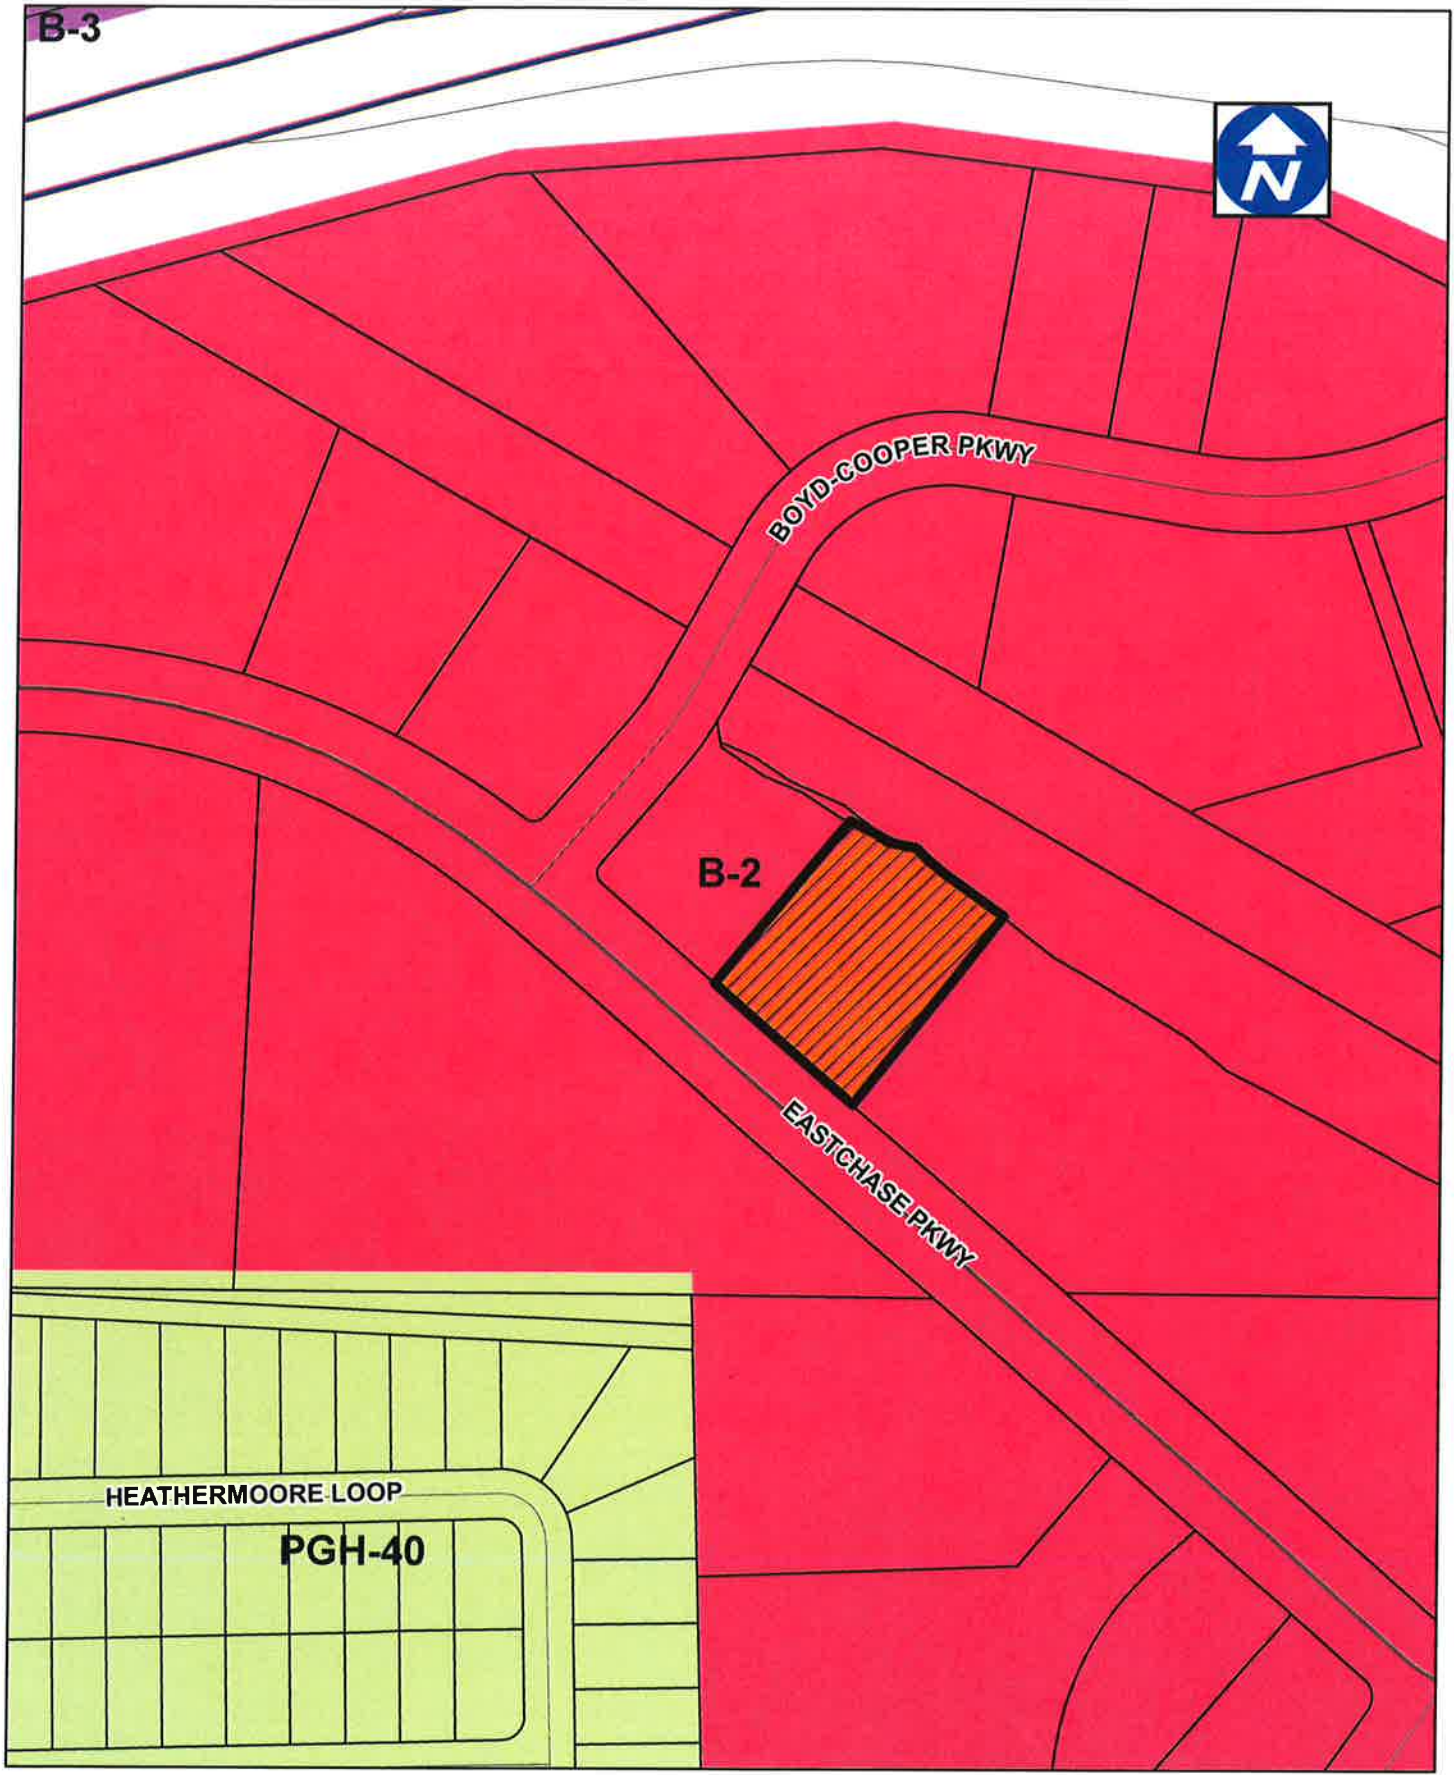 B-3
N
BOYD-COOPER PKWY
B-2
EASTCHASE PKWY
HEATHERMOORE LOOP
PGH-40